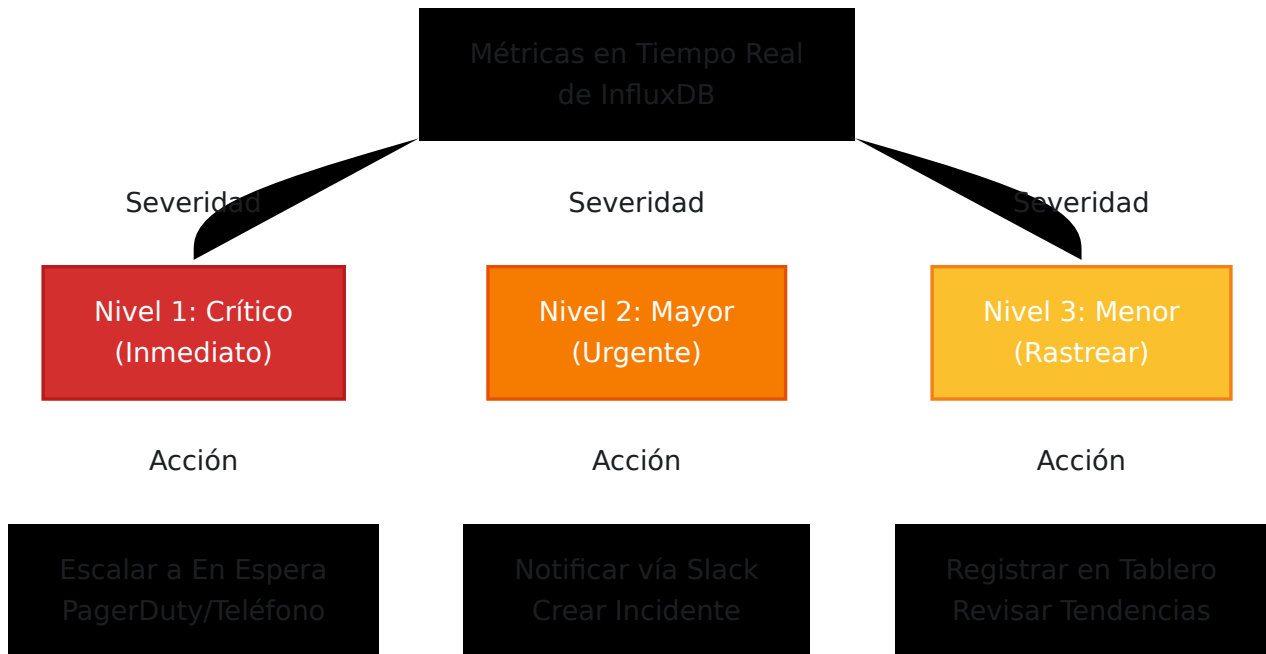 Métricas en Tiempo Real
de InfluxDB
Severidad
Severidad
Severidad
Nivel 1: Crítico
(Inmediato)
Nivel 2: Mayor
(Urgente)
Nivel 3: Menor
(Rastrear)
Acción
Acción
Acción
Escalar a En Espera
PagerDuty/Teléfono
Notificar vía Slack
Crear Incidente
Registrar en Tablero
Revisar Tendencias